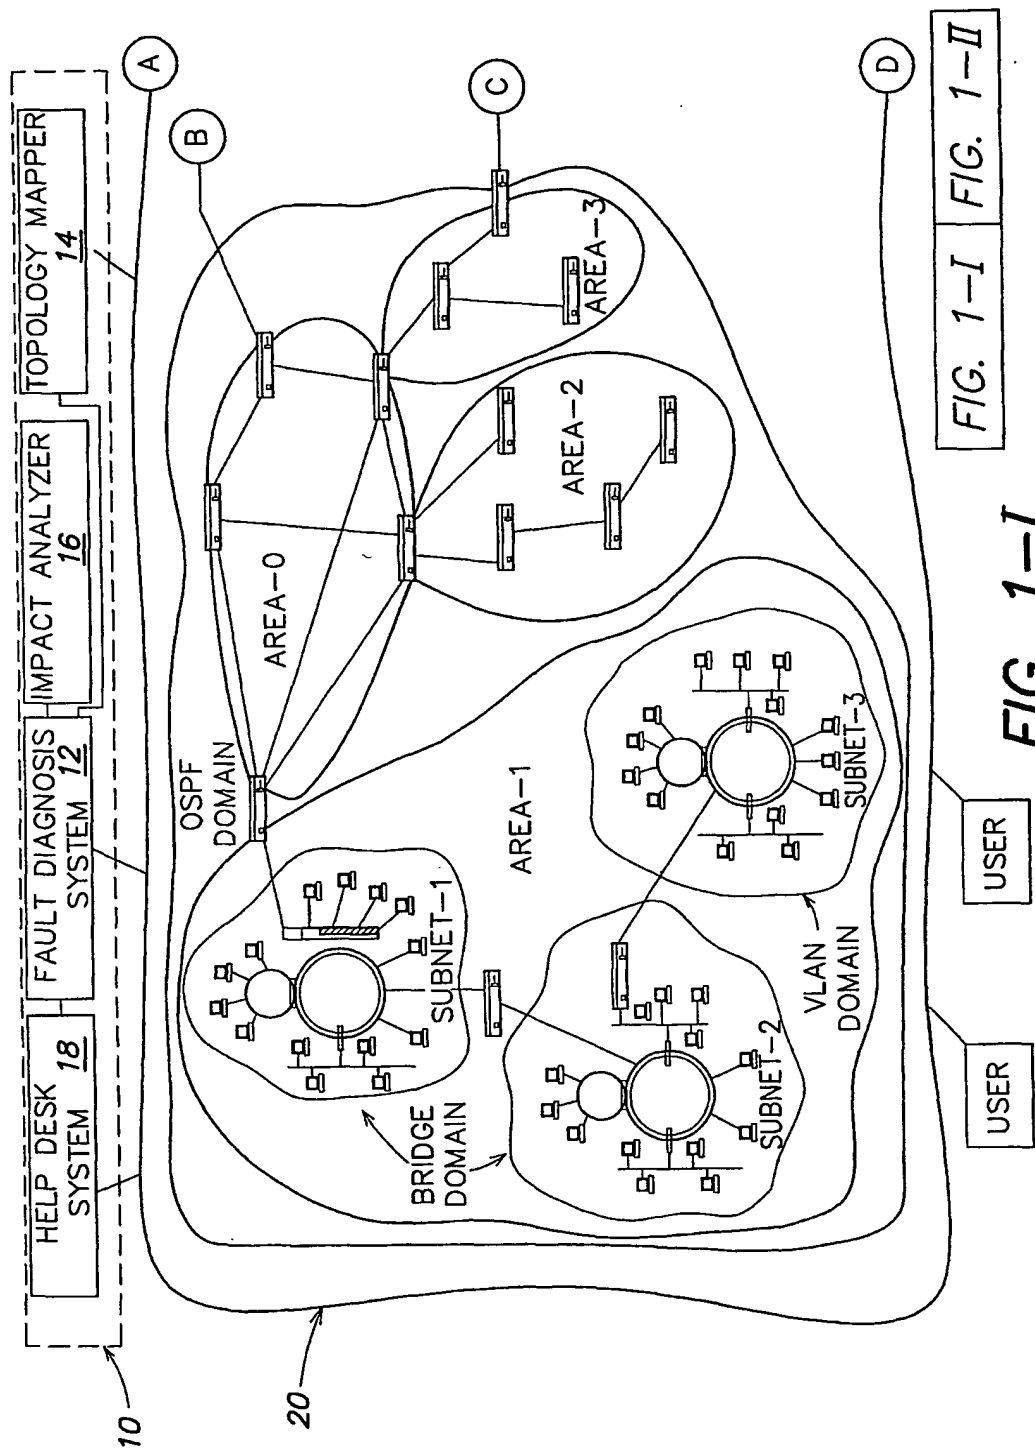 10
HELP DESK
SYSTEM 18
FAULT DIAGNOSIS
SYSTEM 12
IMPACT ANALYZER
16
TOPOLOGY MAPPER
14
20
A
B
C
D
OSPF
DOMAIN
AREA-0
AREA-1
AREA-2
AREA-3
SUBNET-1
BRIDGE
DOMAIN
SUBNET-2
SUBNET-3
VLAN
DOMAIN
USER
USER
FIG. 1-I
FIG. 1-I
FIG. 1-II